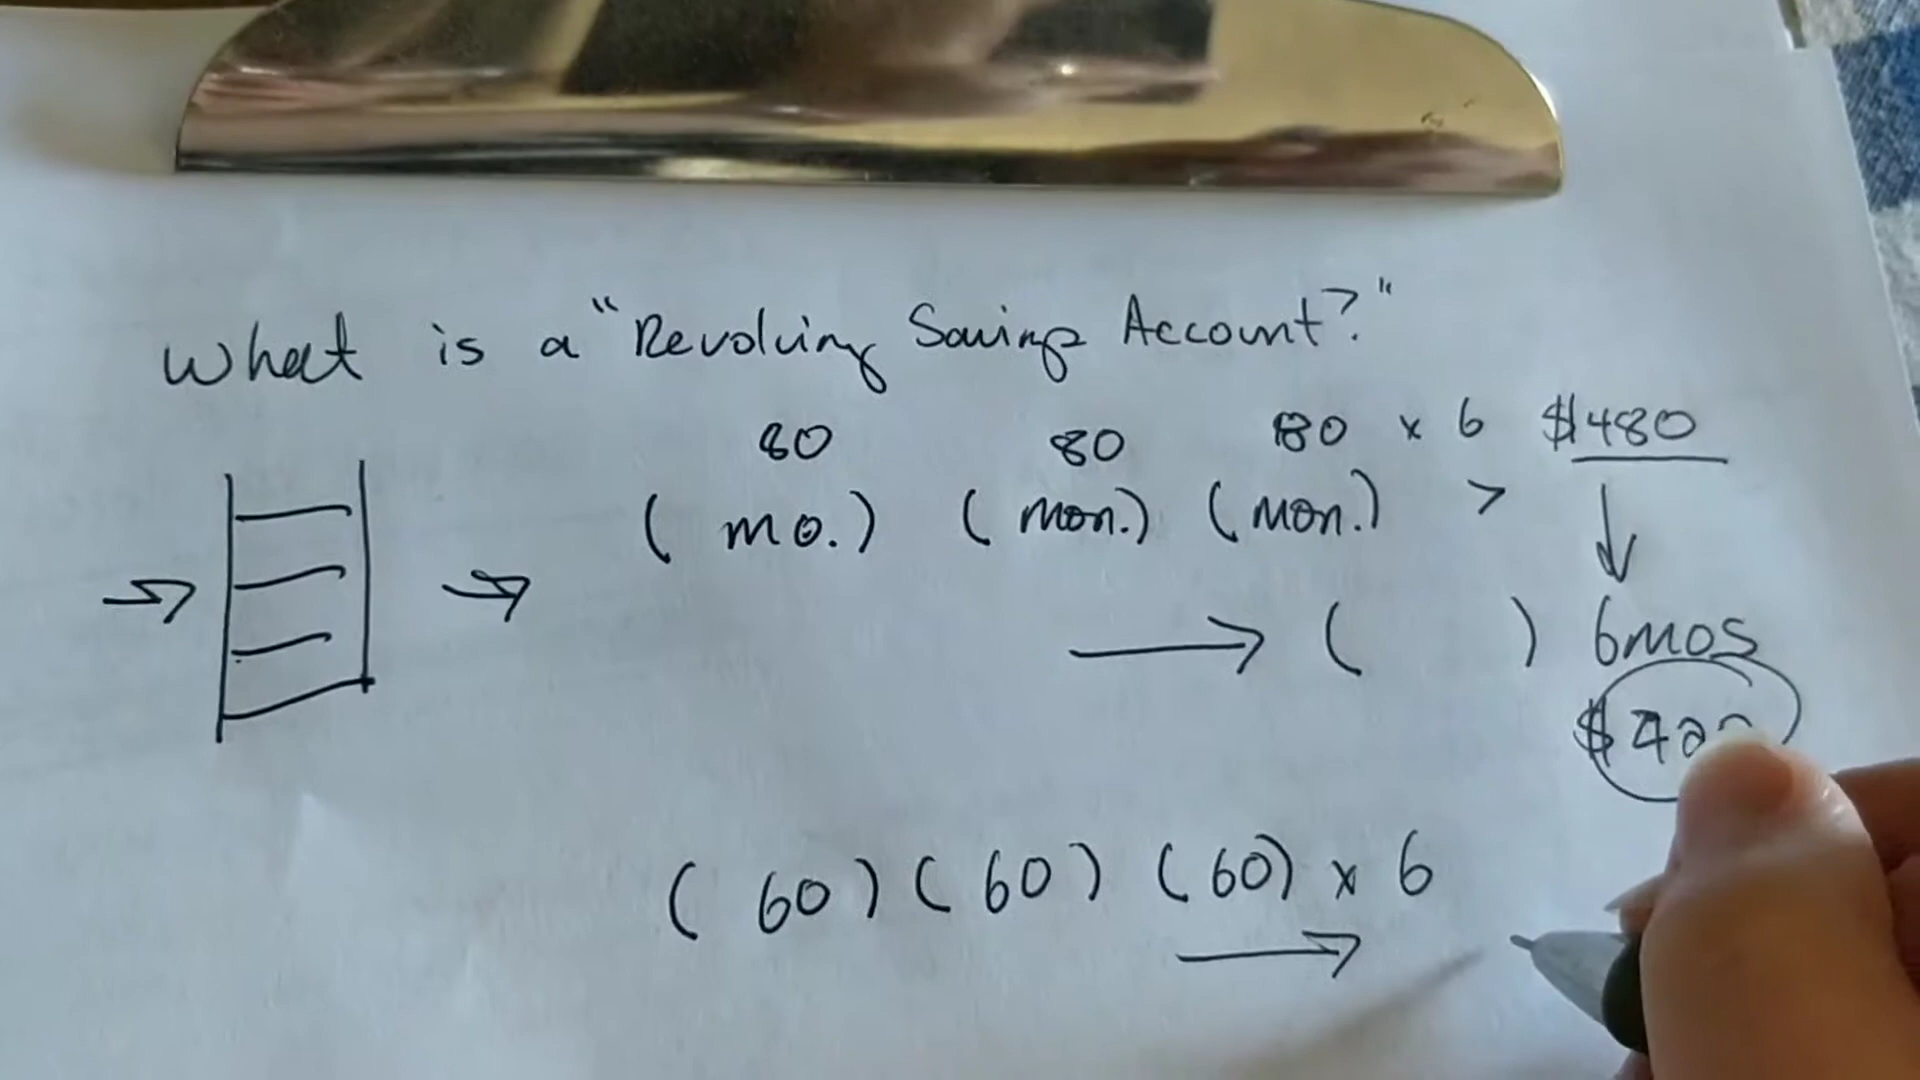 What is a "Revolving Savings Account?"
80 80 80 x 6 $480
(mo.) (mon.) (mon.) >
→ ( ) 6mos
(60) (60) (60) x 6